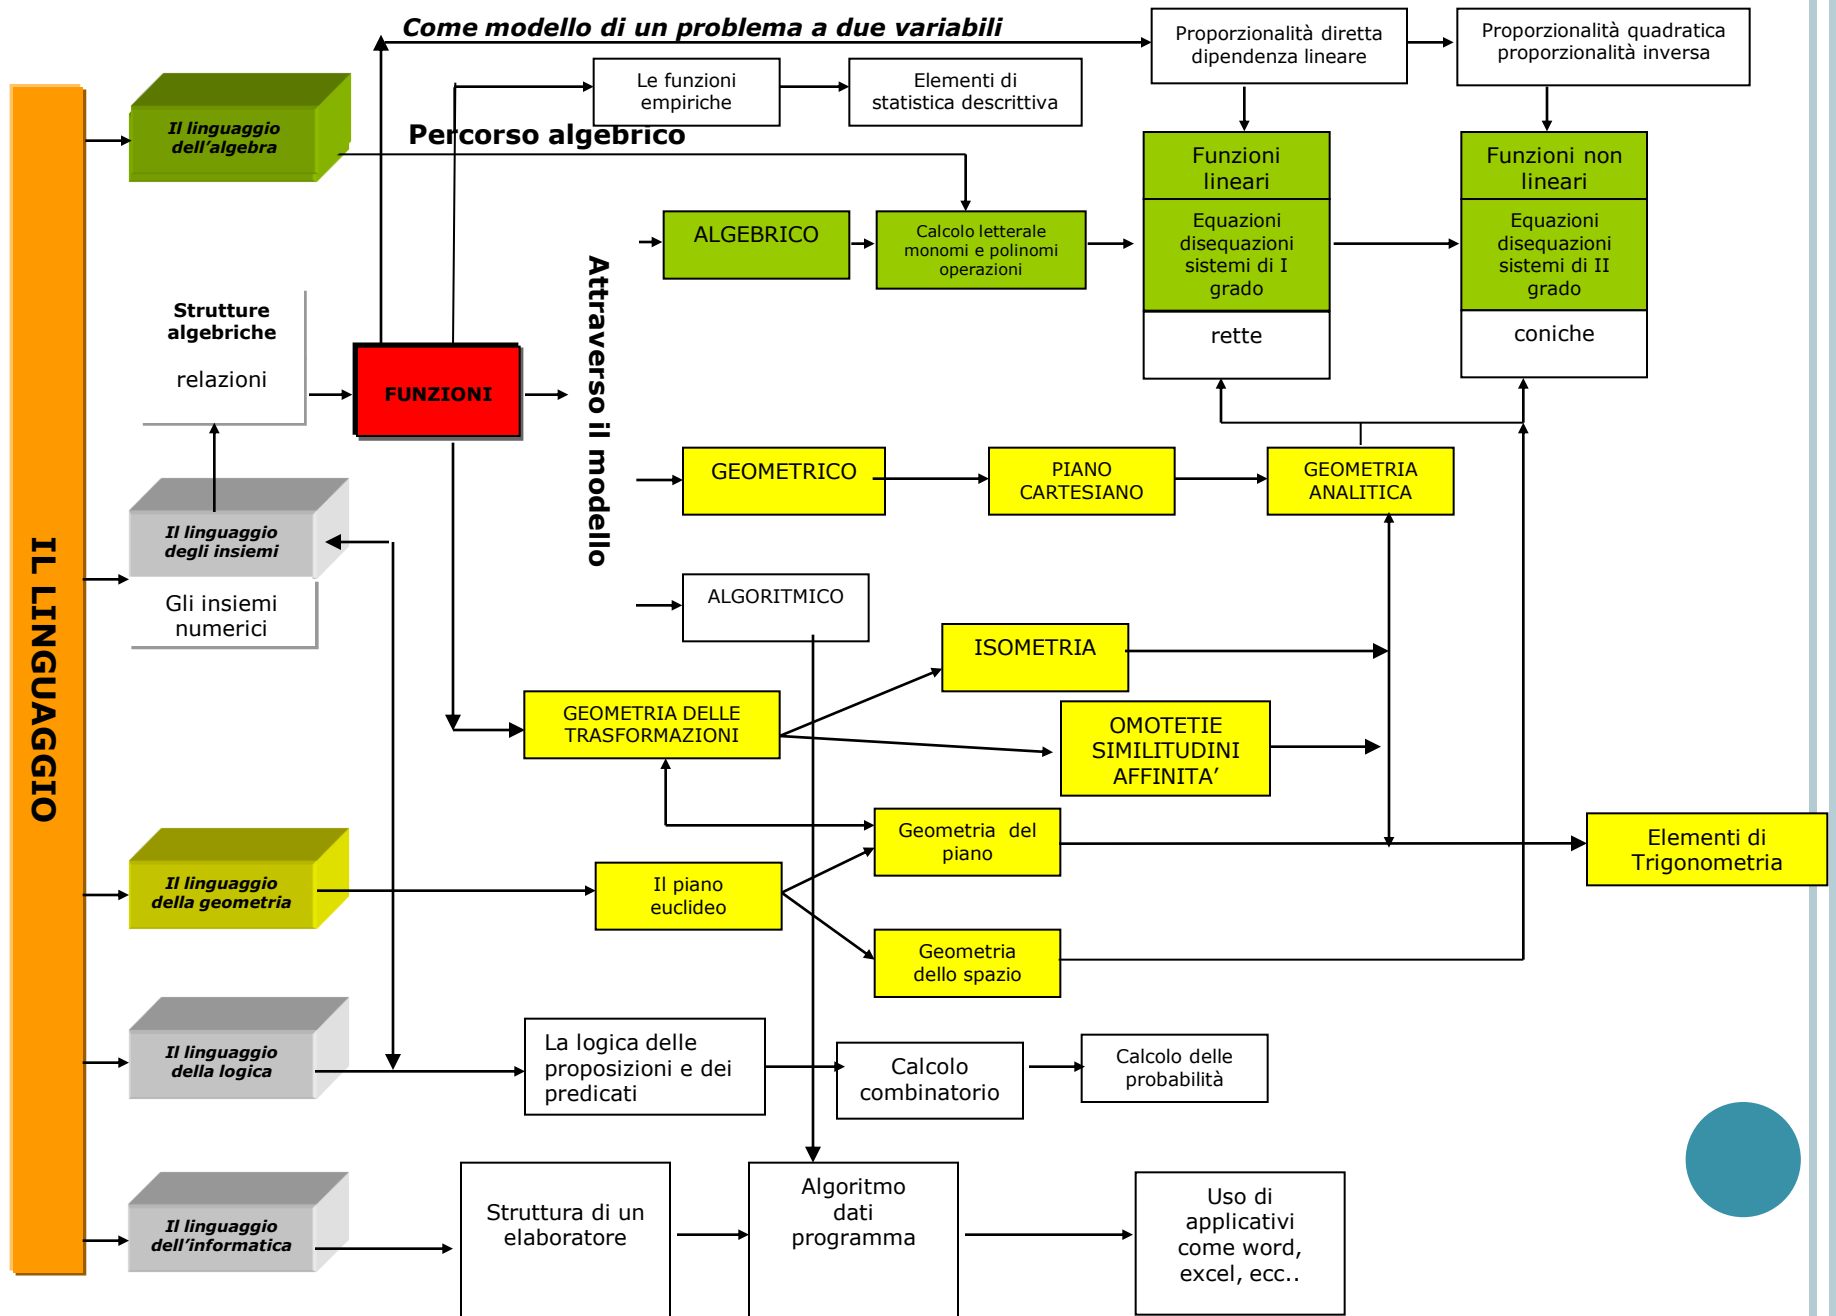 Come modello di un problema a due variabili
Proporzionalità diretta
dipendenza lineare
Proporzionalità quadratica
proporzionalità inversa
Le funzioni
empiriche
Elementi di
statistica descrittiva
Il linguaggio
dell'algebra
Percorso algebrico
Funzioni
lineari
Funzioni non
lineari
ALGEBRICO
Calcolo letterale
monomi e polinomi
operazioni
Equazioni
disequazioni
sistemi di I
grado
Equazioni
disequazioni
sistemi di II
grado
rette
coniche
Strutture
algebriche
relazioni
FUNZIONI
Attraverso il modello
IL LINGUAGGIO
GEOMETRICO
PIANO
CARTESIANO
GEOMETRIA
ANALITICA
Il linguaggio
degli insiemi
Gli insiemi
numerici
ALGORITMICO
ISOMETRIA
GEOMETRIA DELLE
TRASFORMAZIONI
OMOTETIE
SIMILITUDINI
AFFINITA’
Geometria del
piano
Elementi di
Trigonometria
Il linguaggio
della geometria
Il piano
euclideo
Geometria
dello spazio
Il linguaggio
della logica
La logica delle
proposizioni e dei
predicati
Calcolo
combinatorio
Calcolo delle
probabilità
Il linguaggio
dell'informatica
Struttura di un
elaboratore
Algoritmo
dati
programma
Uso di
applicativi
come word,
excel, ecc..